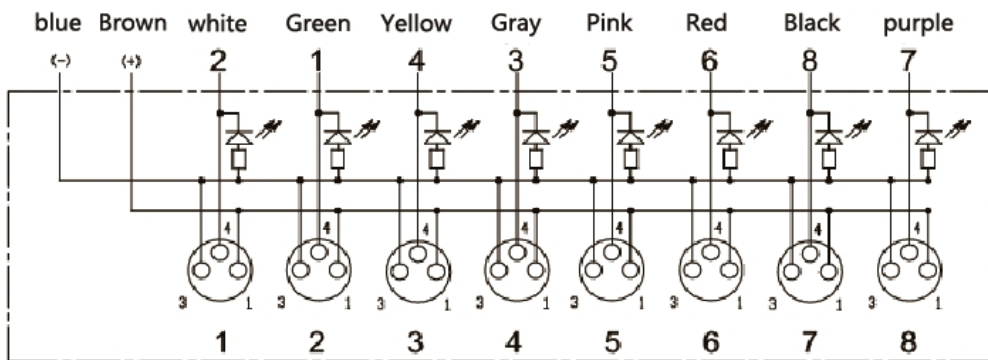 blue Brown white Green Yellow Gray Pink Red Black purple
(-) (+) 2 1 4 3 5 6 8 7
4 4 4 4 4 4 4 4
3 1 3 1 3 1 3 1 3 1 3 1 3 1 3 1
1 2 3 4 5 6 7 8